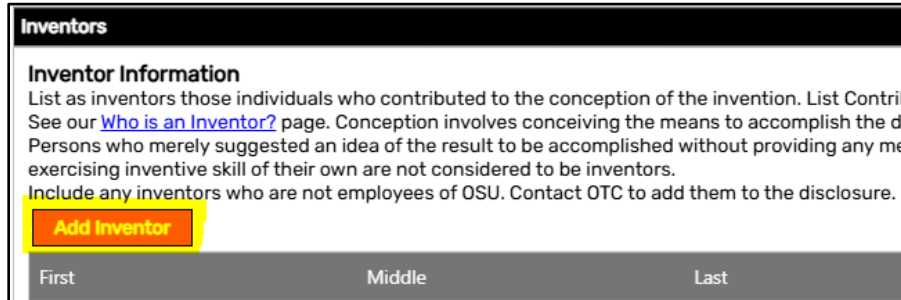 Inventors
Inventor Information
List as inventors those individuals who contributed to the conception of the invention. List
See our Who is an Inventor? page. Conception involves conceiving the means to accomplish the
Persons who merely suggested an idea of the result to be accomplished without providing any
exercising inventive skill of their own are not considered to be inventors.
Include any inventors who are not employees of OSU. Contact OTC to add them to the disclosure.
Add Inventor
First Middle Last